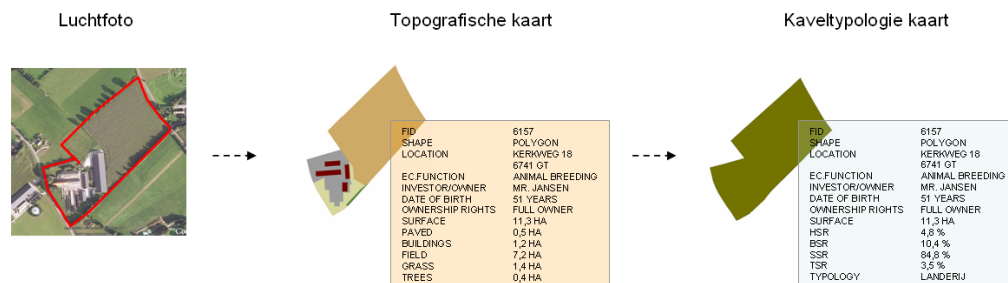 Luchtfoto
Topografische kaart
Kaveltypologie kaart
FID 6157
SHAPE POLYGON
LOCATION KERKWEG 18
6741 GT
EC.FUNCTION ANIMAL BREEDING
INVESTOR/OWNER MR. JANSEN
DATE OF BIRTH 51 YEARS
OWNERSHIP RIGHTS FULL OWNER
SURFACE 11,3 HA
PAVED 0,5 HA
BUILDINGS 1,2 HA
FIELD 7,2 HA
GRASS 1,4 HA
TREES 0,4 HA
FID 6157
SHAPE POLYGON
LOCATION KERKWEG 18
6741 GT
EC.FUNCTION ANIMAL BREEDING
INVESTOR/OWNER MR. JANSEN
DATE OF BIRTH 51 YEARS
OWNERSHIP RIGHTS FULL OWNER
SURFACE 11,3 HA
HSR 4,8 %
BSR 10,4 %
SSR 84,8 %
TSR 3,5 %
TYPOLOGY LANDERIJ